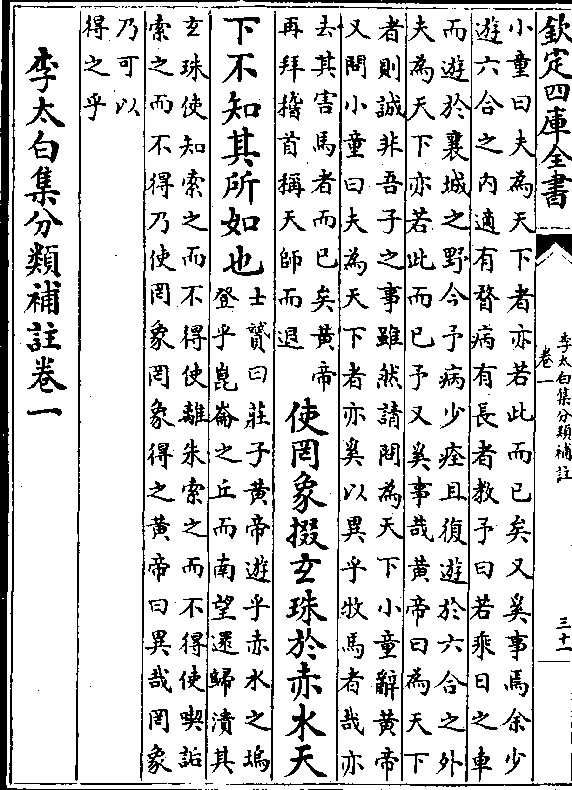 欽定四庫全書
李太白集分類補註
卷一
三十一
小童曰夫為天下者亦若此而已矣又奚事焉余少
遊六合之內適有瞀病有長者教予曰若乘日之車
而遊於襄城之野今予病少痊且復遊於六合之外
夫為天下亦若此而已予又奚事哉黃帝曰為天下
者則誠非吾子之事雖然請問為天下小童辭黃帝
又問小童曰夫為天下者亦奚以異乎牧馬者哉亦
去其害馬者而已矣黃帝
再拜稽首稱天師而退
使罔象掇玄珠於赤水天
下不知其所如也
士贇曰莊子黃帝遊乎赤水之塢
登乎崑崙之丘而南望還歸潰其
玄珠使知索之而不得使離朱索之而不得使喫詬
索之而不得乃使罔象罔象得之黃帝曰異哉罔象
乃可以
得之乎
李太白集分類補註卷一